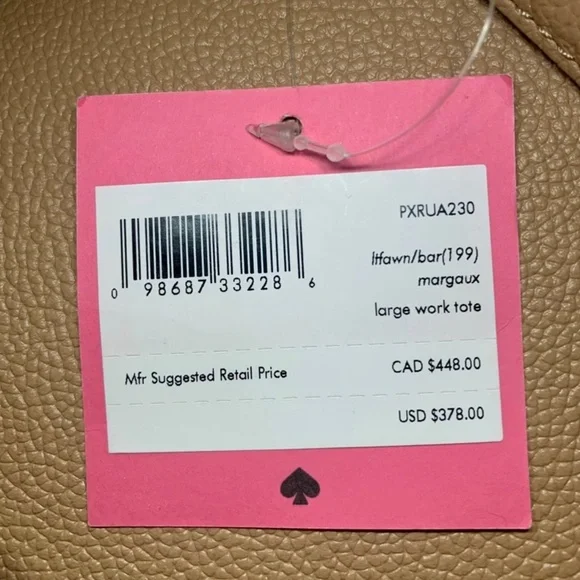 PXRUA230
ltfawn/bar(199)
margaux
large work tote
0 98687 33228 6
Mfr Suggested Retail Price CAD $448.00
USD $378.00